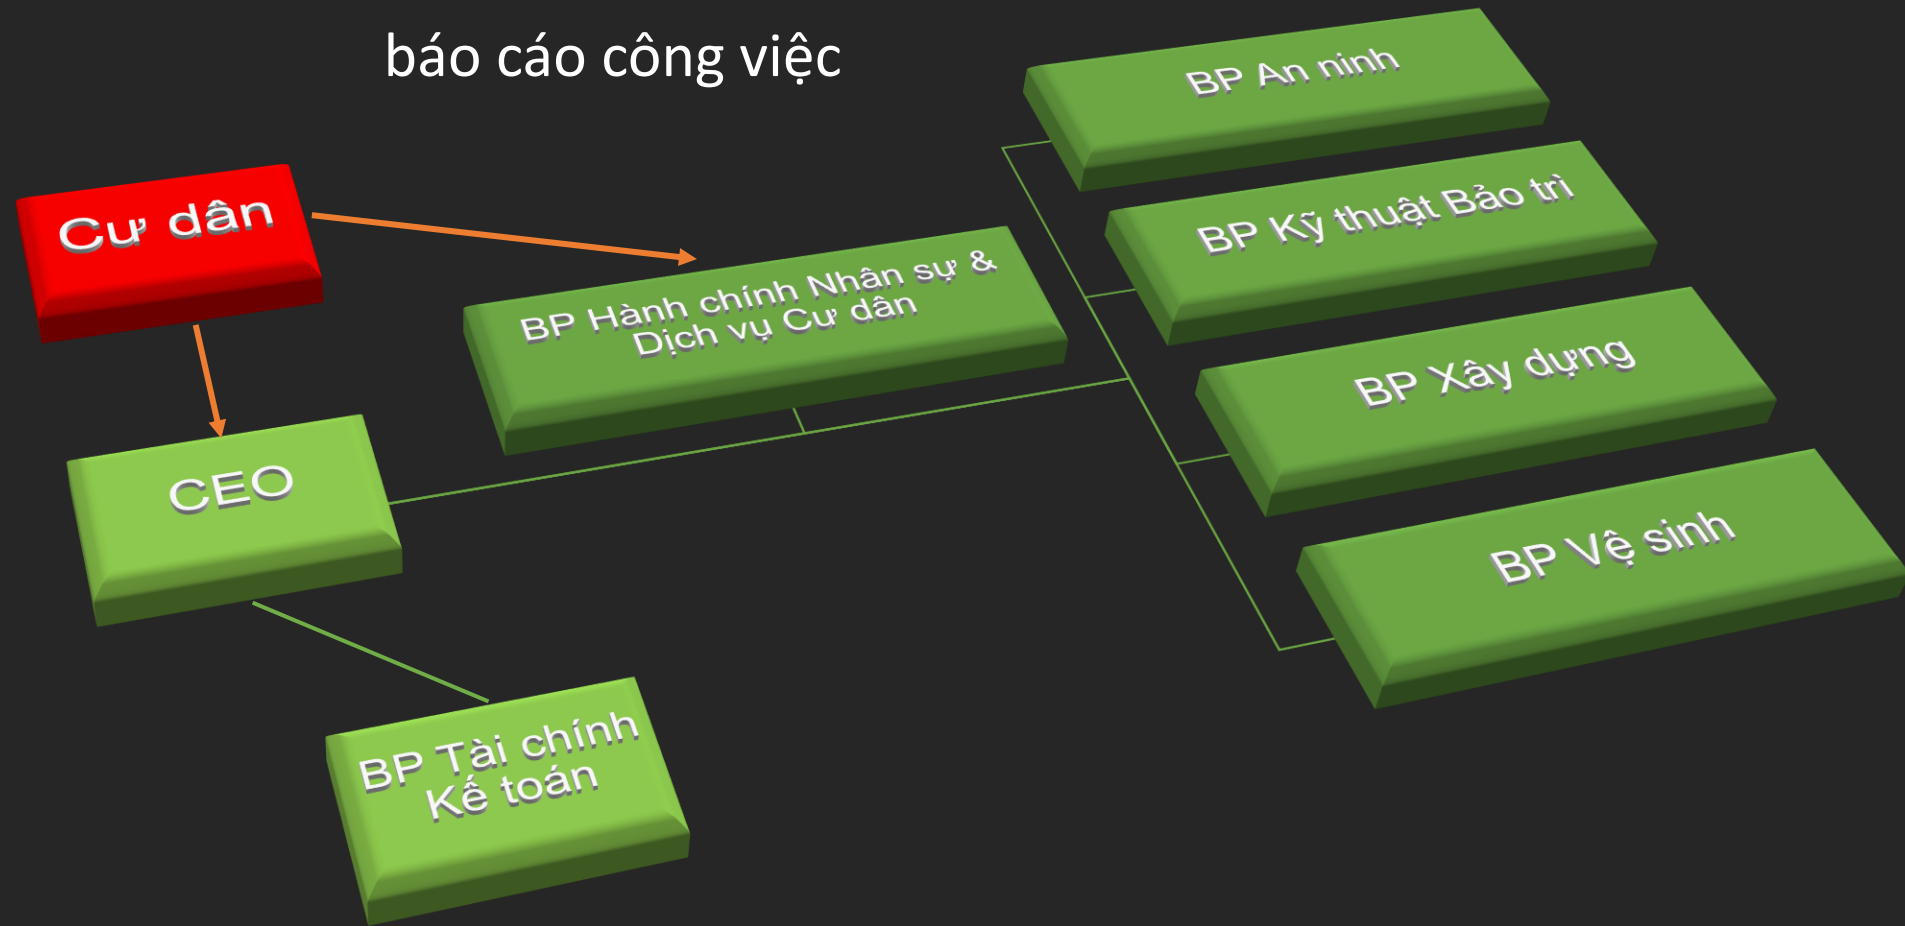 báo cáo công việc
BP An ninh
Cư dân
BP Kỹ thuật Bảo trì
BP Hành chính Nhân sự &
Dịch vụ Cư dân
BP Xây dựng
CEO
BP Vệ sinh
BP Tài chính
Kế toán